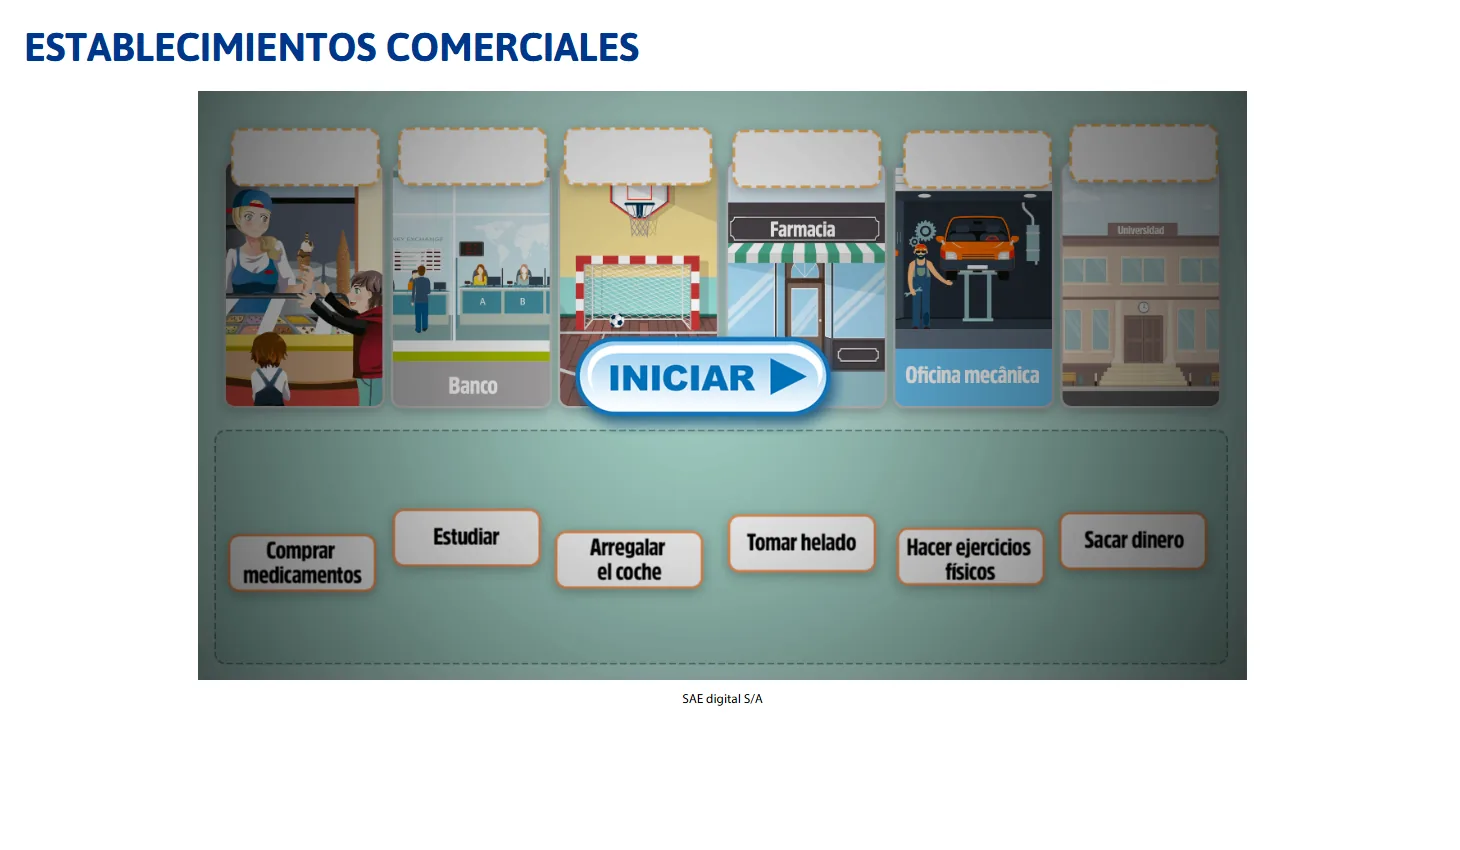 ESTABLECIMIENTOS COMERCIALES
Farmacia
Universidad
A
B
Banco
INICIAR
Oficina mecânica
Comprar
medicamentos
Estudiar
Arregalar
el coche
Tomar helado
Hacer ejercicios
físicos
Sacar dinero
SAE digital S/A